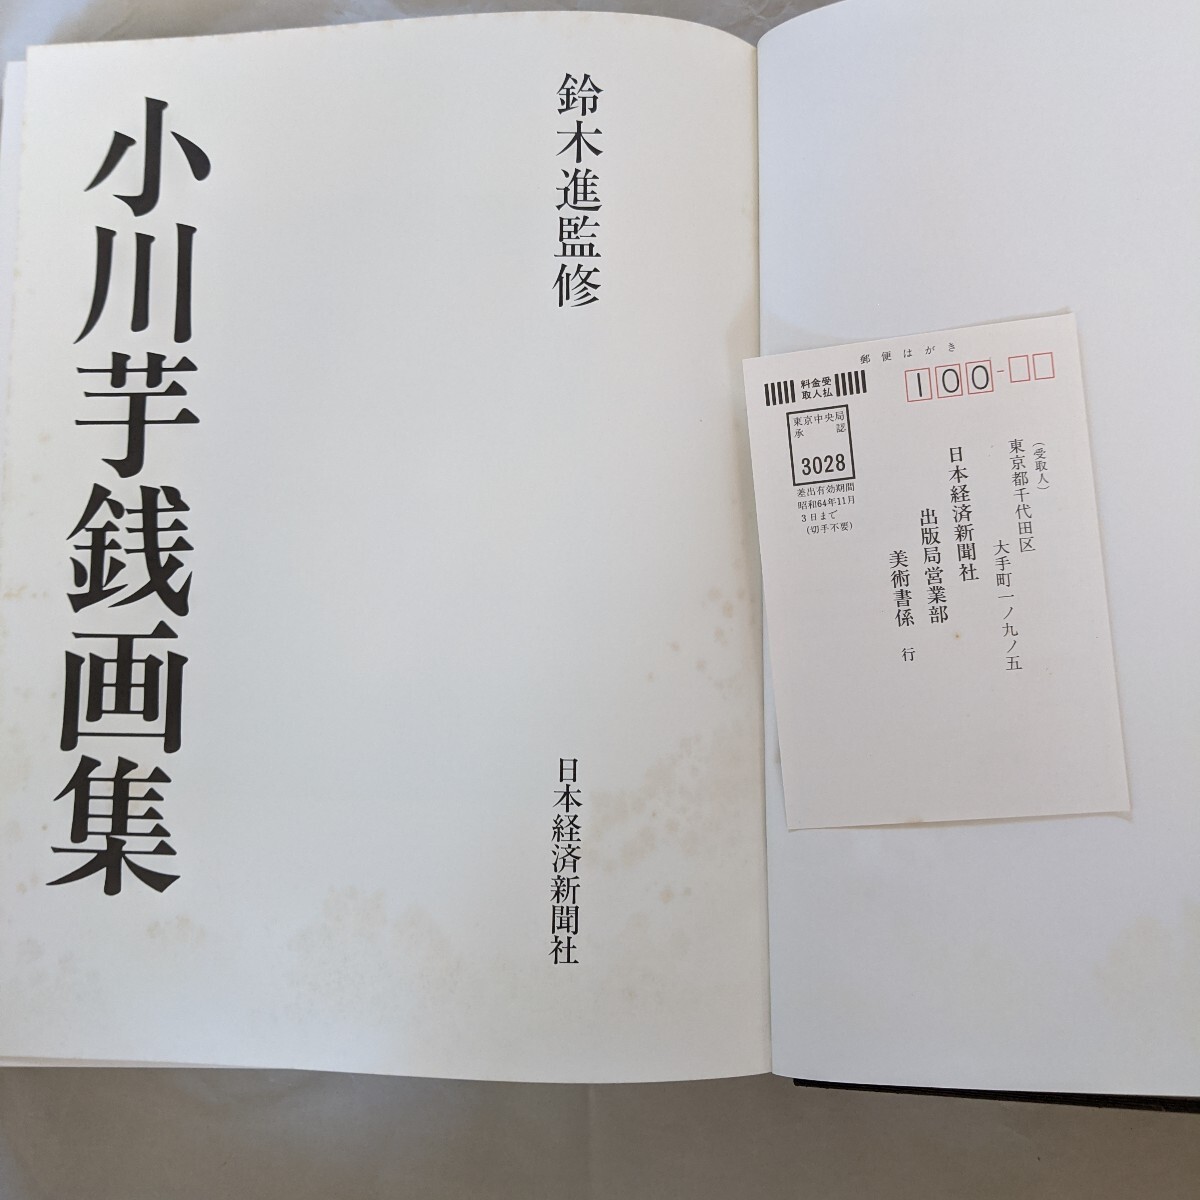 鈴木進監修
小川芋銭画集
日本経済新聞社
郵便はがき
100-
料金受
取人払
東京中央局
承認
3028
差出有効期間
昭和64年11月
3日まで
(切手不要)
(受取人)
東京都千代田区
大手町一ノ九ノ五
日本経済新聞社
出版局営業部
美術書係 行